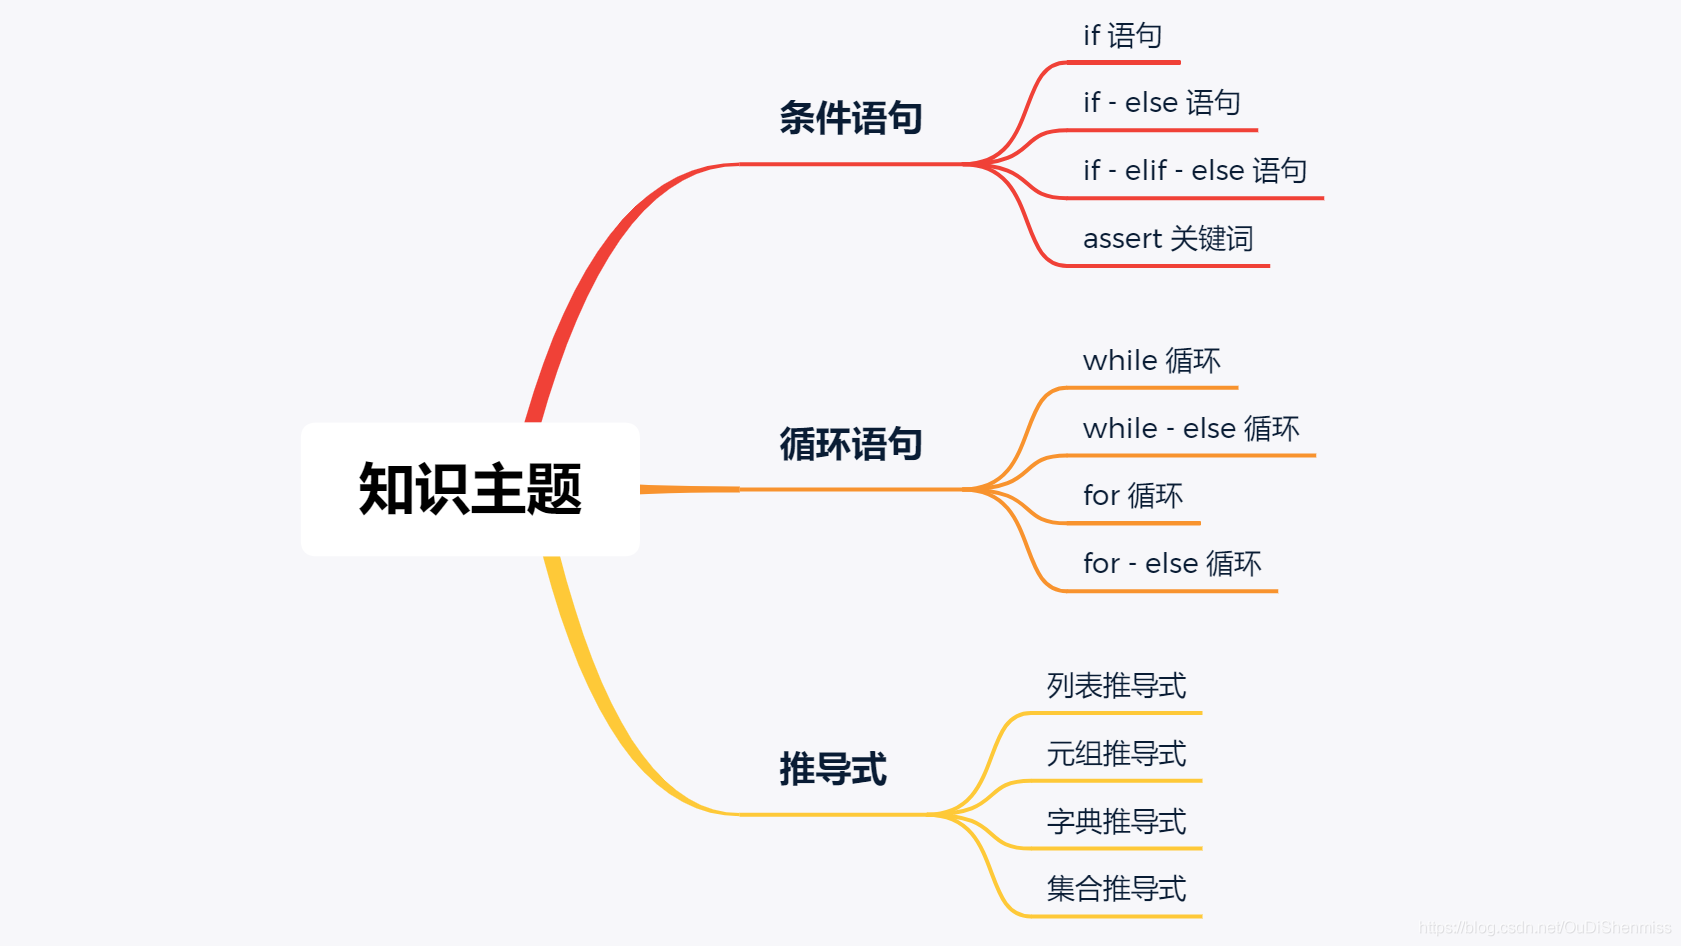 知识主题
条件语句
if 语句
if - else 语句
if - elif - else 语句
assert 关键词
循环语句
while 循环
while - else 循环
for 循环
for - else 循环
推导式
列表推导式
元组推导式
字典推导式
集合推导式
https://blog.csdn.net/OuDiShenmiss